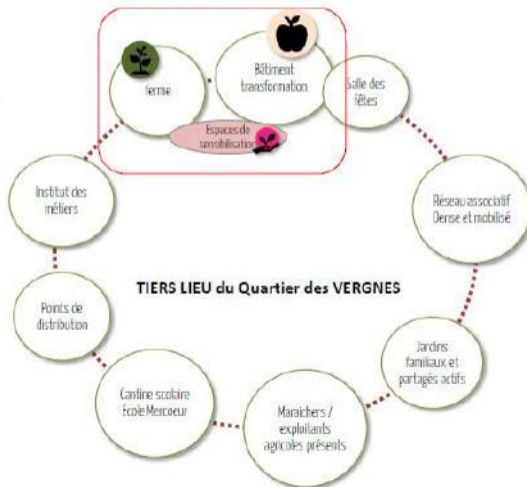 ferme
Bâtiment
transformation
Salle des
fêtes
Espaces de
sensibilisation
Institut des
métiers
Réseau associatif
Dense et mobilisé
TIERS LIEU du Quartier des VERGNES
Points de
distribution
Jardins
familiaux et
partagés actifs
Cantine scolaire
École Mercoeur
Maraichers /
exploitants
agricoles présents